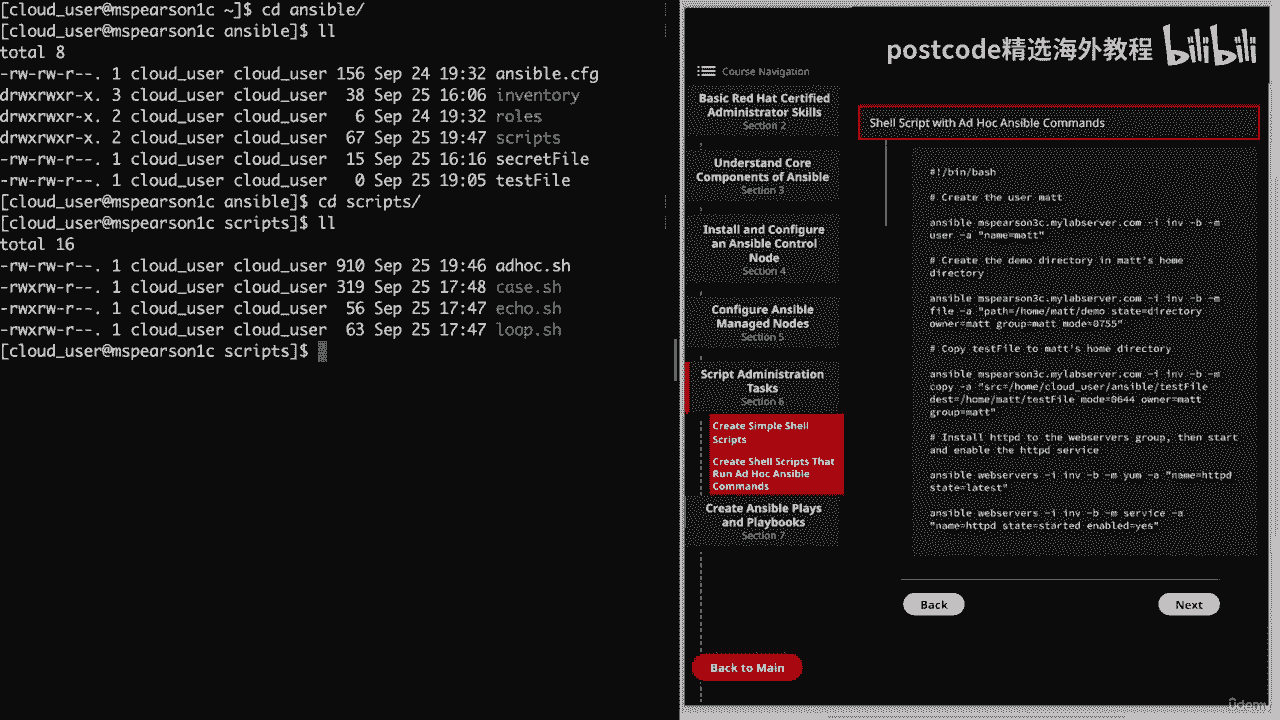 [cloud_user@mspearson1c ~]$ cd ansible/
[cloud_user@mspearson1c ansible]$ ll
total 8
-rw-rw-r--. 1 cloud_user cloud_user 156 Sep 24 19:32 ansible.cfg
drwxrwxr-x. 3 cloud_user cloud_user  38 Sep 25 16:06 inventory
drwxrwxr-x. 2 cloud_user cloud_user   6 Sep 24 19:32 roles
drwxrwxr-x. 2 cloud_user cloud_user  67 Sep 25 19:47 scripts
-rw-rw-r--. 1 cloud_user cloud_user  15 Sep 25 16:16 secretFile
-rw-rw-r--. 1 cloud_user cloud_user   0 Sep 25 19:05 testFile
[cloud_user@mspearson1c ansible]$ cd scripts/
[cloud_user@mspearson1c scripts]$ ll
total 16
-rw-rw-r--. 1 cloud_user cloud_user 910 Sep 25 19:46 adhoc.sh
-rwxrw-r--. 1 cloud_user cloud_user 319 Sep 25 17:48 case.sh
-rwxrw-r--. 1 cloud_user cloud_user  56 Sep 25 17:47 echo.sh
-rwxrw-r--. 1 cloud_user cloud_user  63 Sep 25 17:47 loop.sh
[cloud_user@mspearson1c scripts]$
postcode精选海外教程 bilibili
Course Navigation
Basic Red Hat Certified
Administrator Skills
Section 2
Understand Core
Components of Ansible
Section 3
Install and Configure
an Ansible Control
Node
Section 4
Configure Ansible
Managed Nodes
Section 5
Script Administration
Tasks
Section 6
Create Simple Shell
Scripts
Create Shell Scripts That
Run Ad Hoc Ansible
Commands
Create Ansible Plays
and Playbooks
Section 7
Back to Main
Shell Script with Ad Hoc Ansible Commands
#!/bin/bash
# Create the user matt
ansible mspearson3c.mylabserver.com -i inv -b -m
user -a "name=matt"
# Create the demo directory in matt's home
directory
ansible mspearson3c.mylabserver.com -i inv -b -m
file -a "path=/home/matt/demo state=directory
owner=matt group=matt mode=0755"
# Copy testFile to matt's home directory
ansible mspearson3c.mylabserver.com -i inv -b -m
copy -a "src=/home/cloud_user/ansible/testFile
dest=/home/matt/testFile mode=0644 owner=matt
group=matt"
# Install httpd to the webservers group, then start
and enable the httpd service
ansible webservers -i inv -b -m yum -a "name=httpd
state=latest"
ansible webservers -i inv -b -m service -a
"name=httpd state=started enabled=yes"
Back
Next
ûdemy